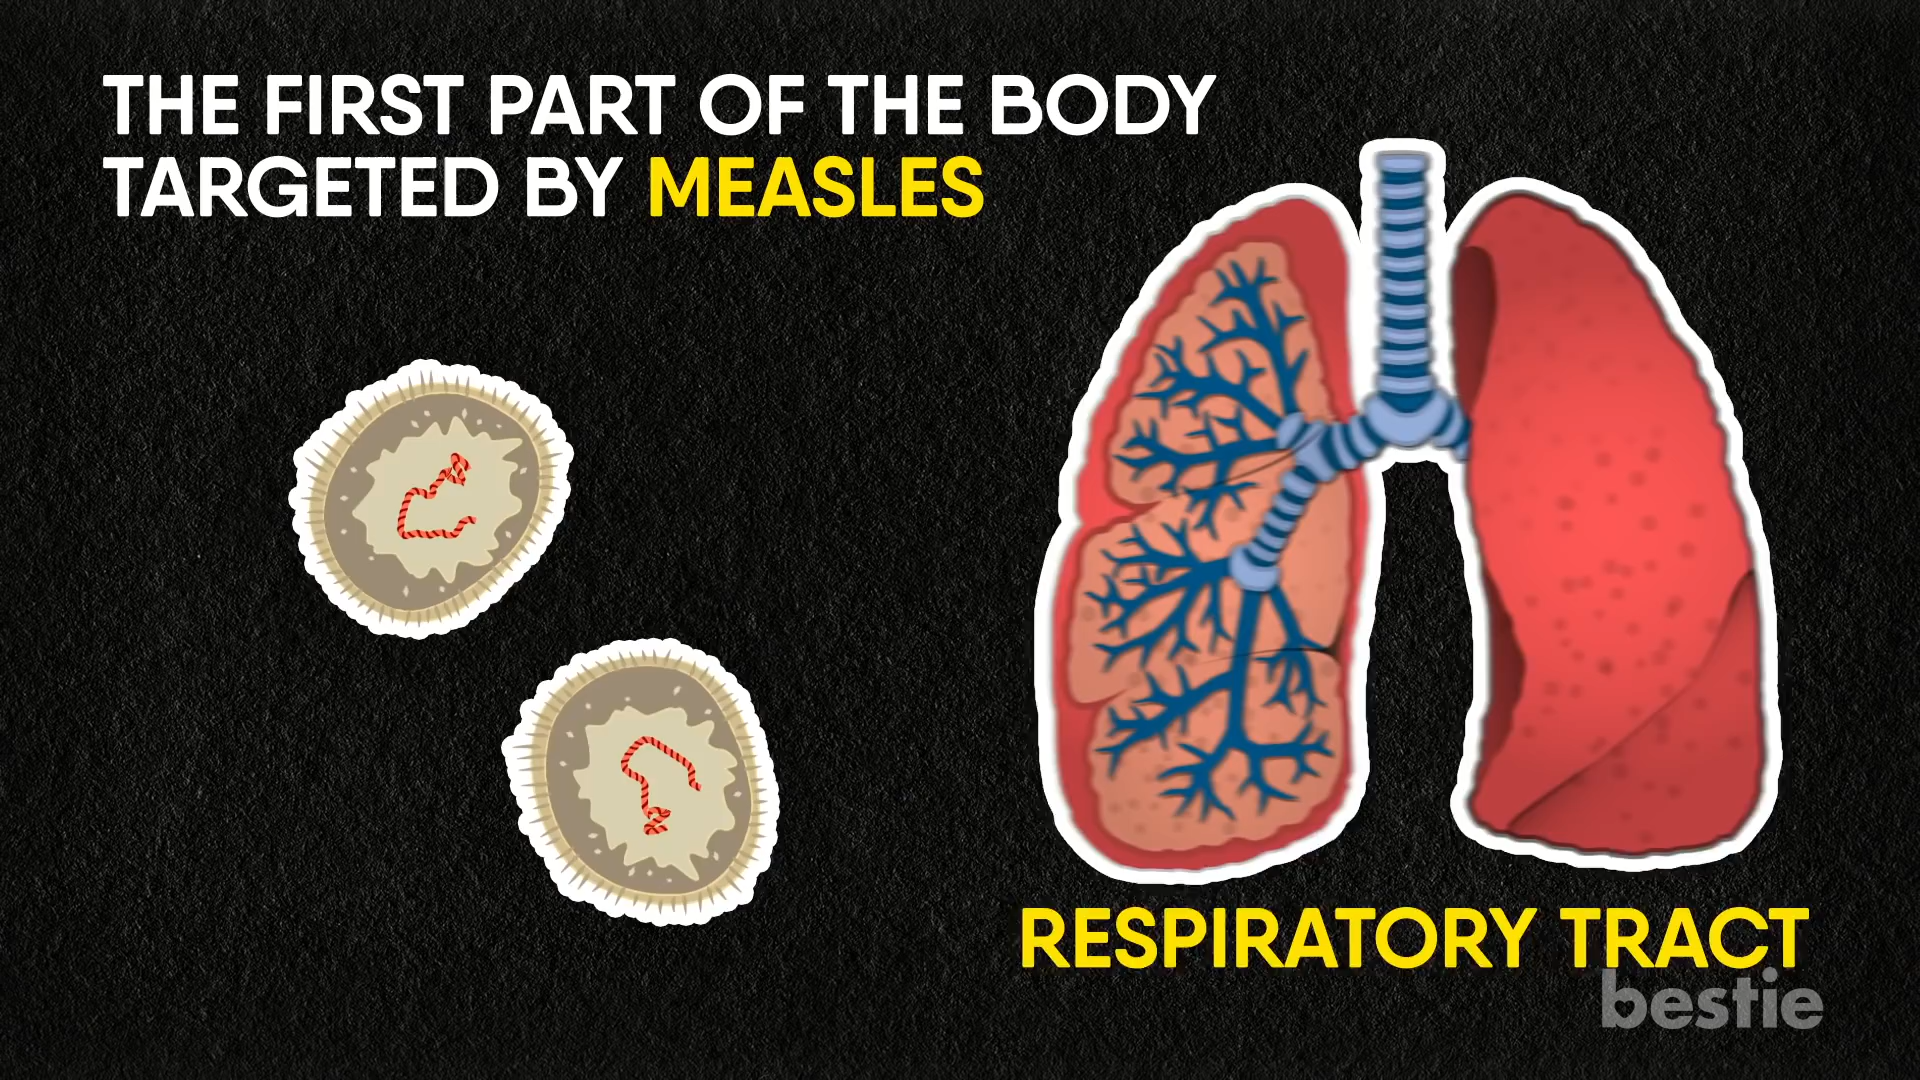 THE FIRST PART OF THE BODY
TARGETED BY MEASLES
RESPIRATORY TRACT
bestie